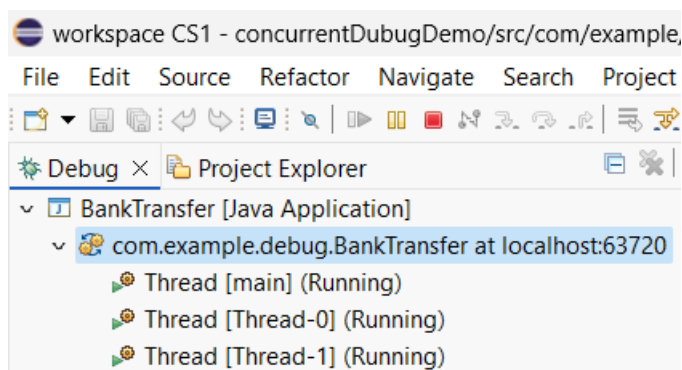 workspace CS1 - concurrentDubugDemo/src/com/example/
File Edit Source Refactor Navigate Search Project
Debug Project Explorer
BankTransfer [Java Application]
com.example.debug.BankTransfer at localhost:63720
Thread [main] (Running)
Thread [Thread-0] (Running)
Thread [Thread-1] (Running)